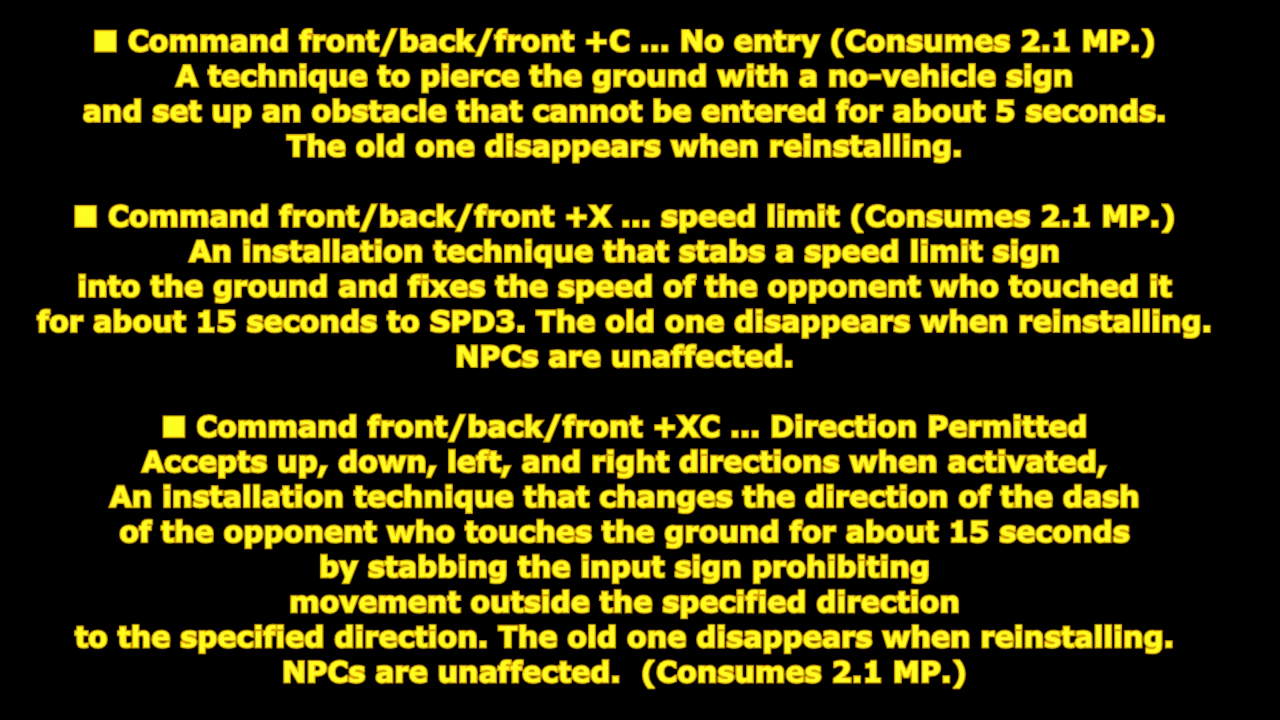 ■ Command front/back/front +C ... No entry (Consumes 2.1 MP.)
A technique to pierce the ground with a no-vehicle sign
and set up an obstacle that cannot be entered for about 5 seconds.
The old one disappears when reinstalling.
■ Command front/back/front +X ... speed limit (Consumes 2.1 MP.)
An installation technique that stabs a speed limit sign
into the ground and fixes the speed of the opponent who touched it
for about 15 seconds to SPD3. The old one disappears when reinstalling.
NPCs are unaffected.
■ Command front/back/front +XC ... Direction Permitted
Accepts up, down, left, and right directions when activated,
An installation technique that changes the direction of the dash
of the opponent who touches the ground for about 15 seconds
by stabbing the input sign prohibiting
movement outside the specified direction
to the specified direction. The old one disappears when reinstalling.
NPCs are unaffected.  (Consumes 2.1 MP.)